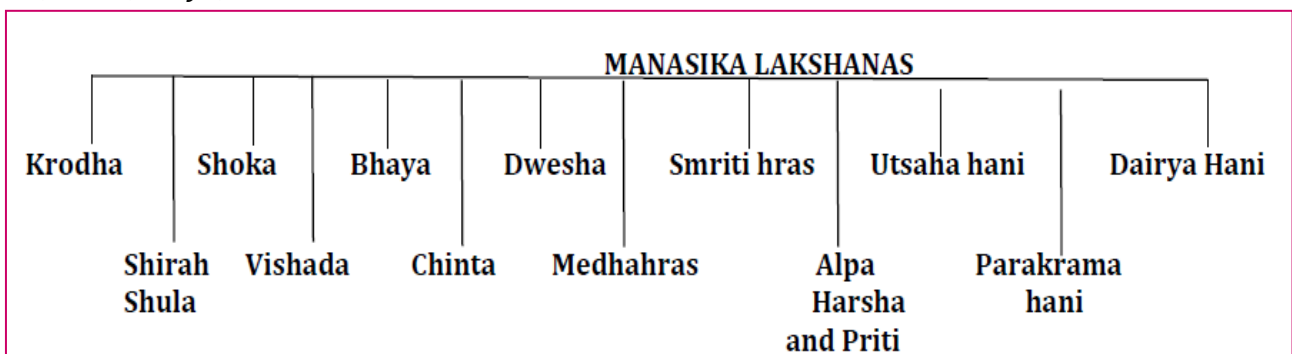 MANASIKA LAKSHANAS
Krodha Shoka Bhaya Dwesha Smriti hras Utsaha hani Dairya Hani
Shirah Vishada Chinta Medhahras Alpa Parakrama
Shula Harsha hani
and Priti